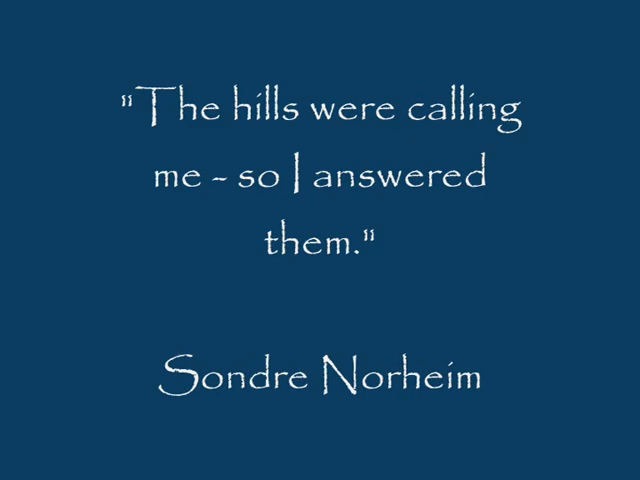 "The hills were calling
me - so I answered
them."
Sondre Norheim